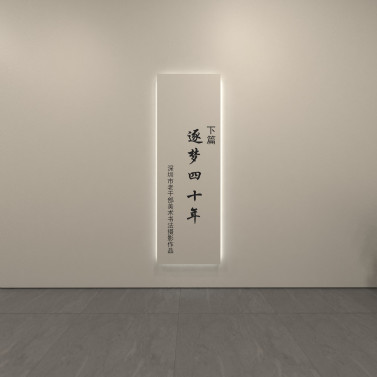 下篇
逐梦四十年
深圳市老干部美术书法摄影作品